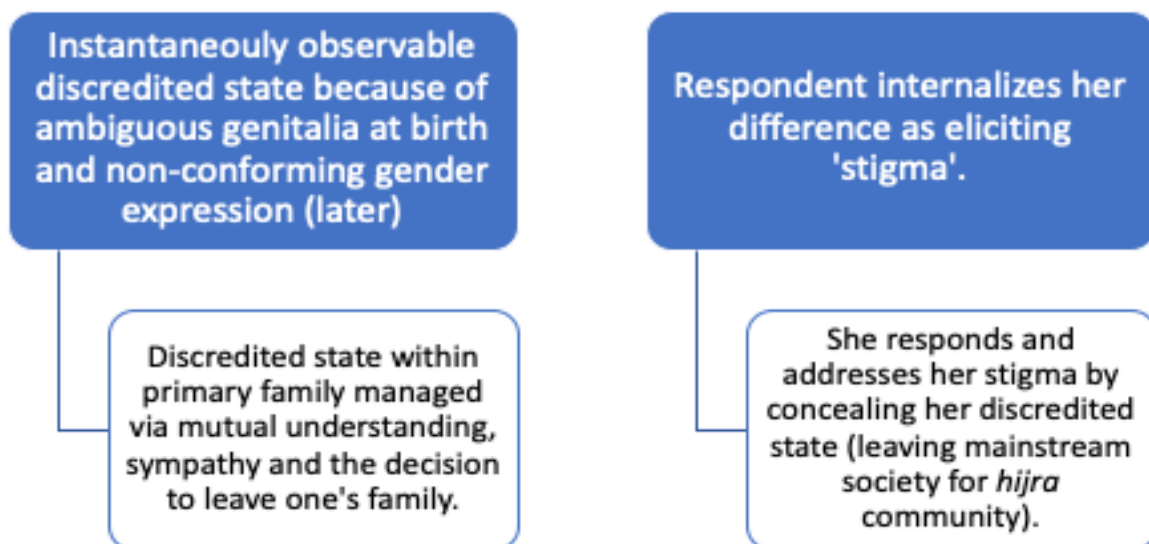 Instantaneouly observable
discredited state because of
ambiguous genitalia at birth
and non-conforming gender
expression (later)
Discredited state within
primary family managed
via mutual understanding,
sympathy and the decision
to leave one's family.
Respondent internalizes her
difference as eliciting
'stigma'.
She responds and
addresses her stigma by
concealing her discredited
state (leaving mainstream
society for hijra
community).